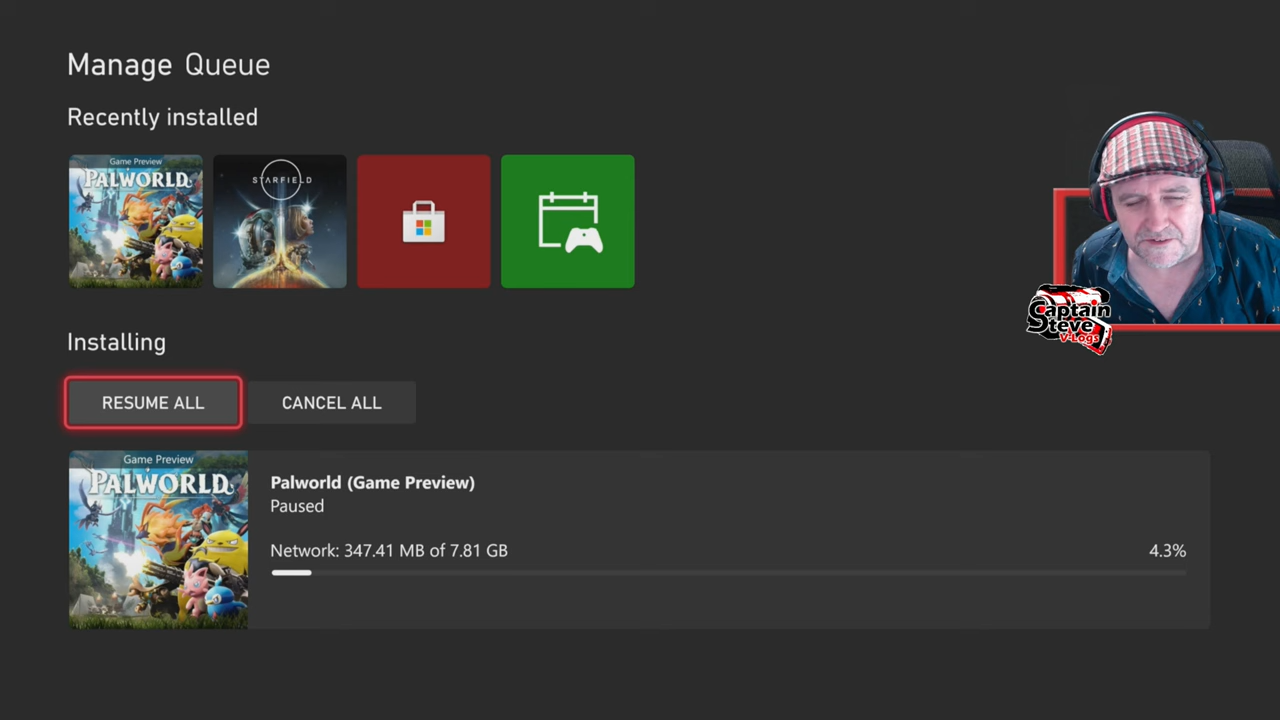 Manage Queue
Recently installed
Game Preview
PALWORLD
STARFIELD
Captain
Steve
V-Logs
Installing
RESUME ALL
CANCEL ALL
Game Preview
PALWORLD
Palworld (Game Preview)
Paused
Network: 347.41 MB of 7.81 GB
4.3%